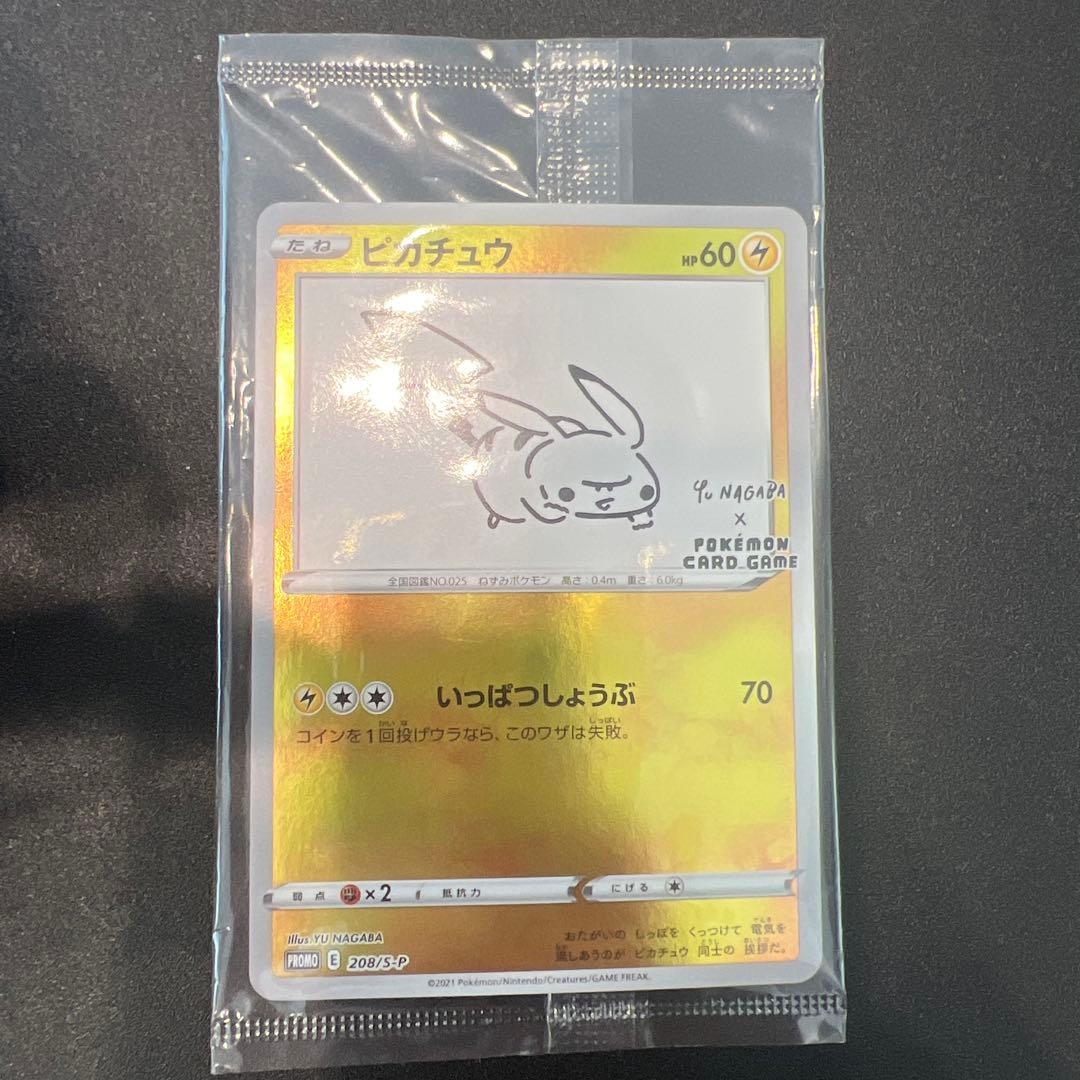 たね ピカチュウ HP60
Yu NAGABA
×
POKÉMON
CARD GAME
全国図鑑NO.025 ねずみポケモン 高さ:0.4m 重さ:6.0kg
いっぱつしょうぶ 70
コインを1回投げウラなら、このワザは失敗。
弱点 ×2 抵抗力 にげる
Illus. YU NAGABA
PROMO E 208/S-P
おたがいの しっぽを くっつけて 電気を
流しあうのが ピカチュウ 同士の 挨拶だ。
©2021 Pokémon/Nintendo/Creatures/GAME FREAK.